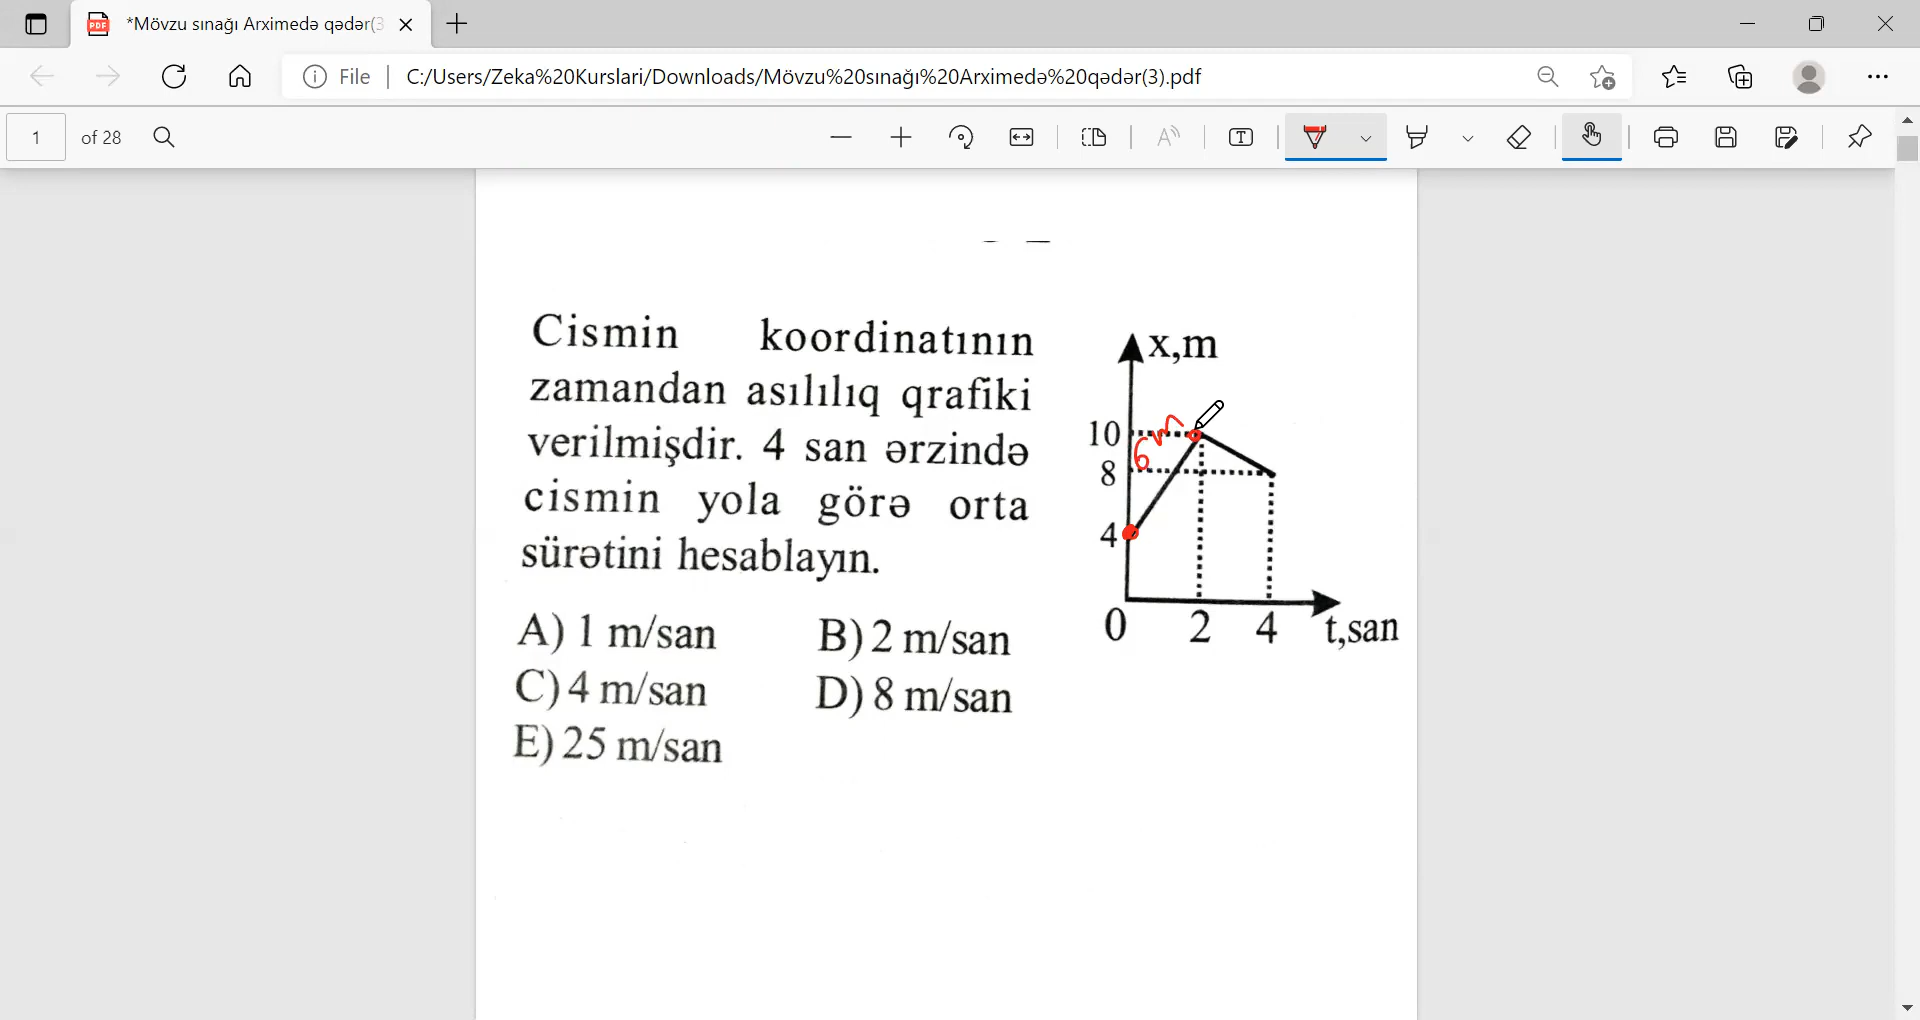 *Mövzu sınağı Arximedə qədər(3
File
C:/Users/Zeka%20Kurslari/Downloads/Mövzu%20sınağı%20Arximedə%20qədər(3).pdf
1 of 28
Cismin koordinatının
zamandan asılılıq qrafiki
verilmişdir. 4 san ərzində
cismin yola görə orta
sürətini hesablayın.
A) 1 m/san B) 2 m/san
C) 4 m/san D) 8 m/san
E) 25 m/san
x,m
10
6m
8
4
0 2 4 t,san